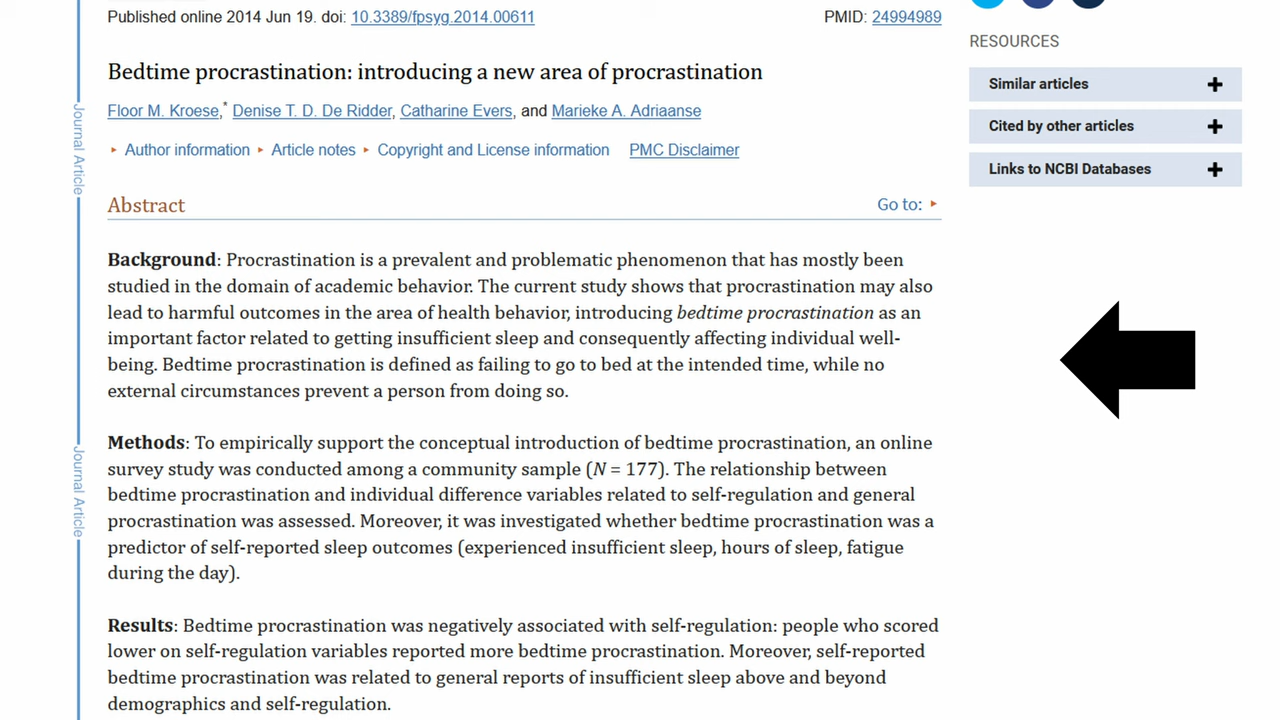 Published online 2014 Jun 19. doi: 10.3389/fpsyg.2014.00611
PMID: 24994989
RESOURCES
Bedtime procrastination: introducing a new area of procrastination
Similar articles
Floor M. Kroese,* Denise T. D. De Ridder, Catharine Evers, and Marieke A. Adriaanse
Cited by other articles
Author information Article notes Copyright and License information PMC Disclaimer
Links to NCBI Databases
Journal Article
Abstract
Go to:
Background: Procrastination is a prevalent and problematic phenomenon that has mostly been
studied in the domain of academic behavior. The current study shows that procrastination may also
lead to harmful outcomes in the area of health behavior, introducing bedtime procrastination as an
important factor related to getting insufficient sleep and consequently affecting individual well-
being. Bedtime procrastination is defined as failing to go to bed at the intended time, while no
external circumstances prevent a person from doing so.
Methods: To empirically support the conceptual introduction of bedtime procrastination, an online
survey study was conducted among a community sample (N = 177). The relationship between
bedtime procrastination and individual difference variables related to self-regulation and general
procrastination was assessed. Moreover, it was investigated whether bedtime procrastination was a
predictor of self-reported sleep outcomes (experienced insufficient sleep, hours of sleep, fatigue
during the day).
Journal Article
Results: Bedtime procrastination was negatively associated with self-regulation: people who scored
lower on self-regulation variables reported more bedtime procrastination. Moreover, self-reported
bedtime procrastination was related to general reports of insufficient sleep above and beyond
demographics and self-regulation.